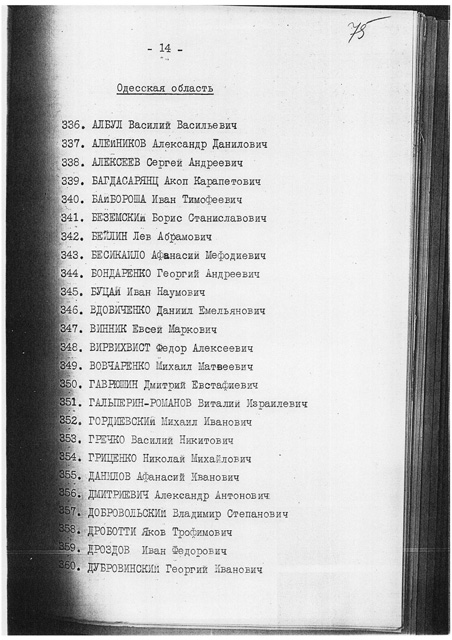 75
- 14 -
Одесская область
336. АЛБУЛ Василий Васильевич
337. АЛЕЙНИКОВ Александр Данилович
338. АЛЕКСЕЕВ Сергей Андреевич
339. БАГДАСАРЯНЦ Акоп Карапетович
340. БАЙБОРОША Иван Тимофеевич
341. БЕЗЕМСКИЙ Борис Станиславович
342. БЕЙЛИН Лев Абрамович
343. БЕСИКАИЛО Афанасий Мефодиевич
344. БОНДАРЕНКО Георгий Андреевич
345. БУЦАЙ Иван Наумович
346. ВДОВИЧЕНКО Даниил Емельянович
347. ВИННИК Евсей Маркович
348. ВИРВИХВИСТ Федор Алексеевич
349. ВОВЧАРЕНКО Михаил Матвеевич
350. ГАВРЮШИН Дмитрий Евстафиевич
351. ГАЛЬПЕРИН-РОМАНОВ Виталий Израилевич
352. ГОРДИЕВСКИЙ Михаил Иванович
353. ГРЕЧКО Василий Никитович
354. ГРИЦЕНКО Николай Михайлович
355. ДАНИЛОВ Афанасий Иванович
356. ДМИТРИЕВИЧ Александр Антонович
357. ДОБРОВОЛЬСКИЙ Владимир Степанович
358. ДРОБОТТИ Яков Трофимович
359. ДРОЗДОВ Иван Федорович
360. ДУБРОВИНСКИЙ Георгий Иванович